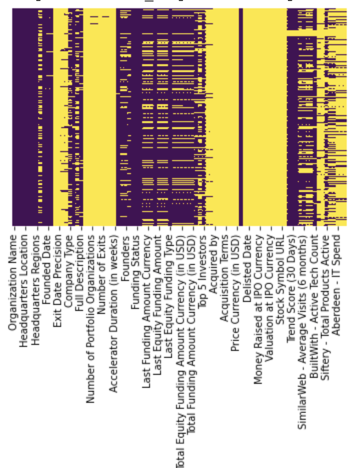 Organization Name
Headquarters Location
Headquarters Regions
Founded Date
Exit Date Precision
Company Type
Full Description
Number of Portfolio Organizations
Number of Exits
Accelerator Duration (in weeks)
Founders
Funding Status
Last Funding Amount Currency
Last Equity Funding Amount
Last Equity Funding Type
Total Equity Funding Amount Currency (in USD)
Total Funding Amount Currency (in USD)
Top 5 Investors
Acquired by
Acquisition Terms
Price Currency (in USD)
Delisted Date
Money Raised at IPO Currency
Valuation at IPO Currency
Stock Symbol URL
Trend Score (30 Days)
SimilarWeb - Average Visits (6 months)
BuiltWith - Active Tech Count
Siftery - Total Products Active
Aberdeen - IT Spend